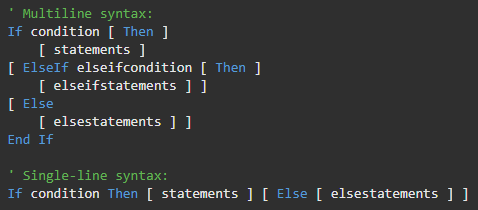 ' Multiline syntax:
If condition [ Then ]
    [ statements ]
[ ElseIf elseifcondition [ Then ]
    [ elseifstatements ] ]
[ Else
    [ elsestatements ] ]
End If

' Single-line syntax:
If condition Then [ statements ] [ Else [ elsestatements ] ]